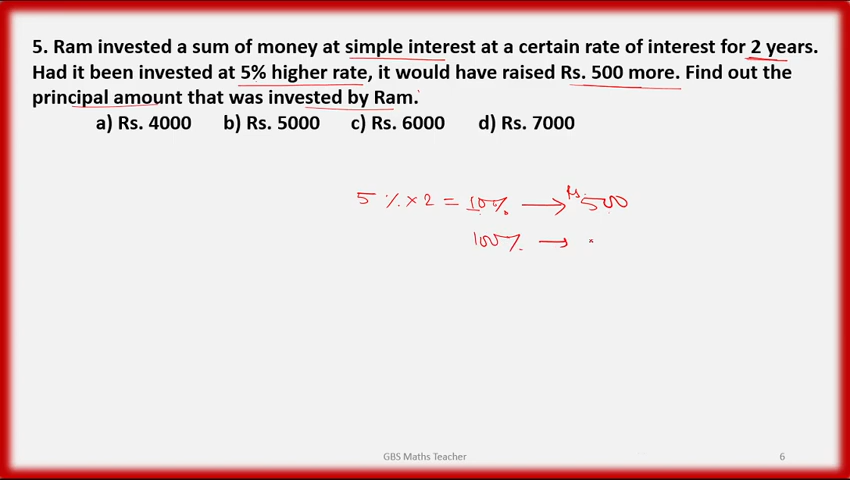 5. Ram invested a sum of money at simple interest at a certain rate of interest for 2 years.
Had it been invested at 5% higher rate, it would have raised Rs. 500 more. Find out the
principal amount that was invested by Ram.
a) Rs. 4000 b) Rs. 5000 c) Rs. 6000 d) Rs. 7000
5 % × 2 = 10% → Rs. 500
100% →
GBS Maths Teacher 6